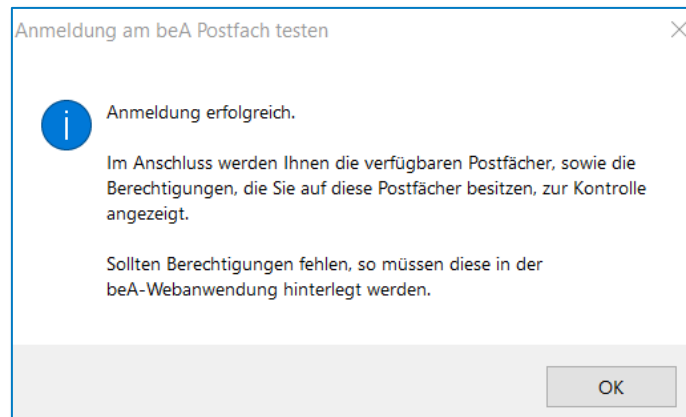 Anmeldung am beA Postfach testen
Anmeldung erfolgreich.
Im Anschluss werden Ihnen die verfügbaren Postfächer, sowie die
Berechtigungen, die Sie auf diese Postfächer besitzen, zur Kontrolle
angezeigt.
Sollten Berechtigungen fehlen, so müssen diese in der
beA-Webanwendung hinterlegt werden.
OK